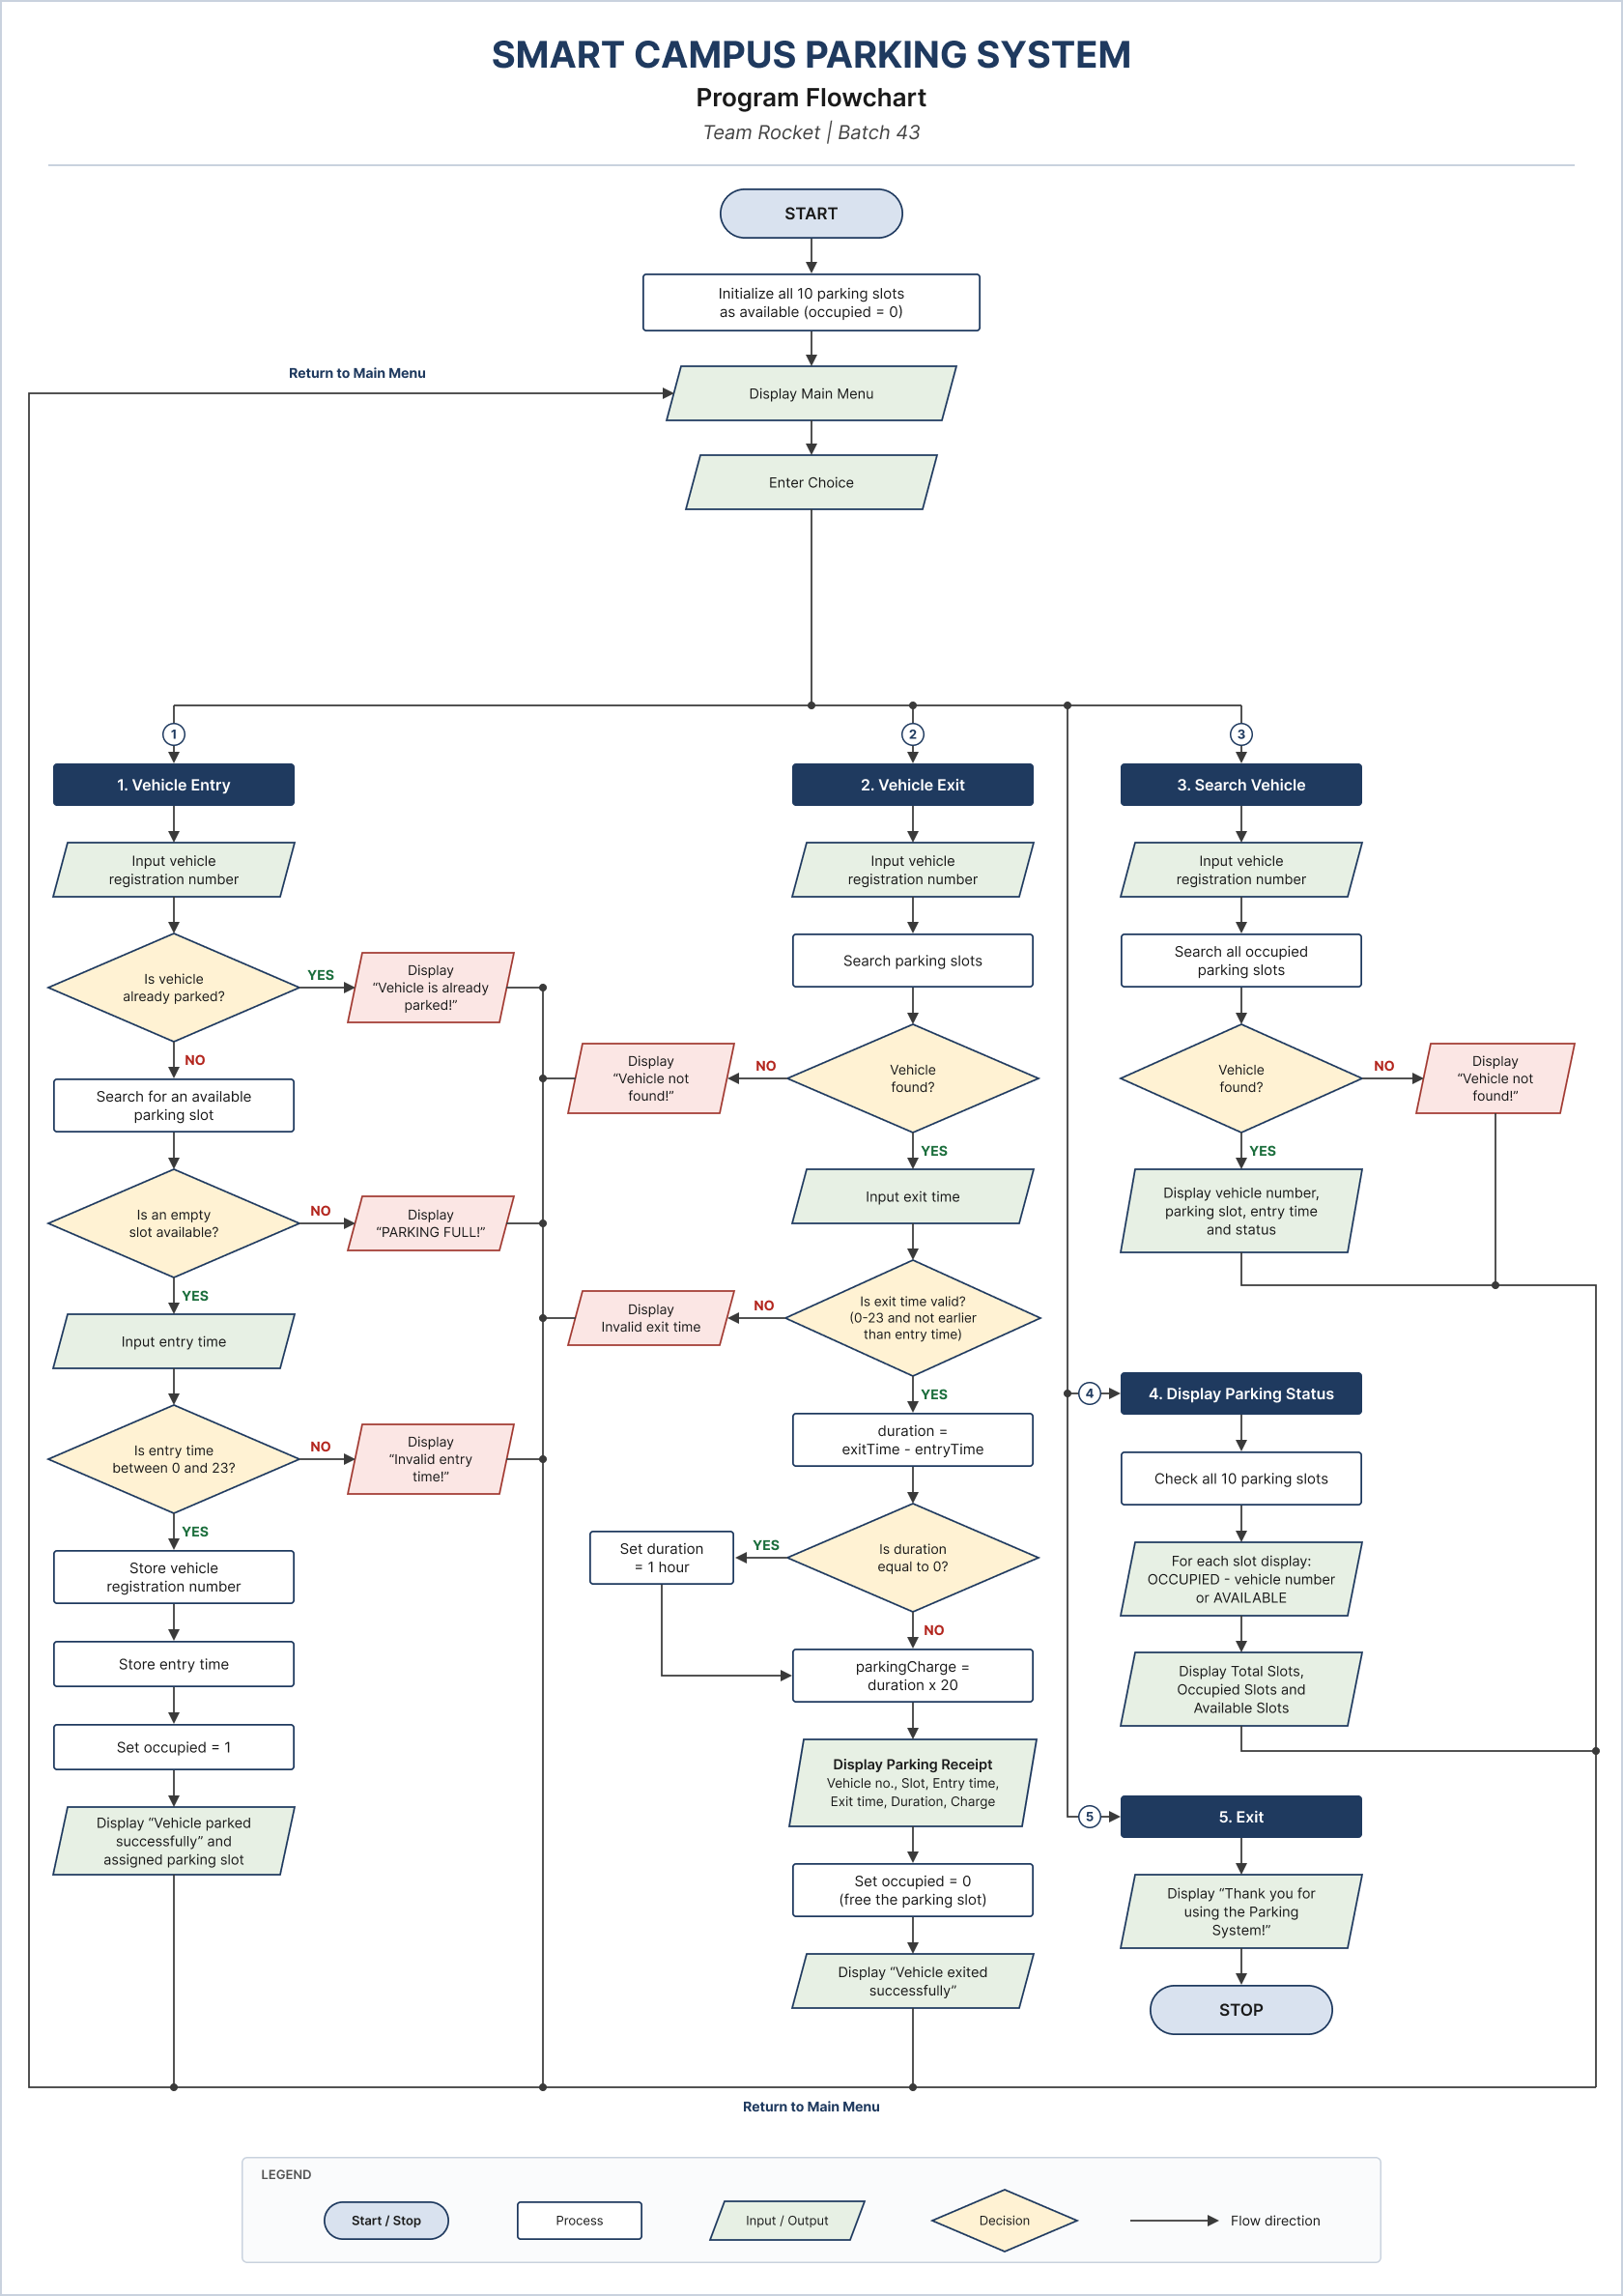 SMART CAMPUS PARKING SYSTEM
Program Flowchart
Team Rocket | Batch 43
START
Initialize all 10 parking slots
as available (occupied = 0)
Return to Main Menu
Display Main Menu
Enter Choice
1
2
3
1. Vehicle Entry
Input vehicle
registration number
Is vehicle
already parked?
YES
Display
“Vehicle is already
parked!”
NO
Search for an available
parking slot
Is an empty
slot available?
NO
Display
“PARKING FULL!”
YES
Input entry time
Is entry time
between 0 and 23?
NO
Display
“Invalid entry
time!”
YES
Store vehicle
registration number
Store entry time
Set occupied = 1
Display “Vehicle parked
successfully” and
assigned parking slot
2. Vehicle Exit
Input vehicle
registration number
Search parking slots
Vehicle
found?
NO
Display
“Vehicle not
found!”
YES
Input exit time
Is exit time valid?
(0-23 and not earlier
than entry time)
NO
Display
Invalid exit time
YES
duration =
exitTime - entryTime
Is duration
equal to 0?
YES
Set duration
= 1 hour
NO
parkingCharge =
duration x 20
Display Parking Receipt
Vehicle no., Slot, Entry time,
Exit time, Duration, Charge
Set occupied = 0
(free the parking slot)
Display “Vehicle exited
successfully”
3. Search Vehicle
Input vehicle
registration number
Search all occupied
parking slots
Vehicle
found?
NO
Display
“Vehicle not
found!”
YES
Display vehicle number,
parking slot, entry time
and status
4
4. Display Parking Status
Check all 10 parking slots
For each slot display:
OCCUPIED - vehicle number
or AVAILABLE
Display Total Slots,
Occupied Slots and
Available Slots
5
5. Exit
Display “Thank you for
using the Parking
System!”
STOP
Return to Main Menu
LEGEND
Start / Stop
Process
Input / Output
Decision
Flow direction